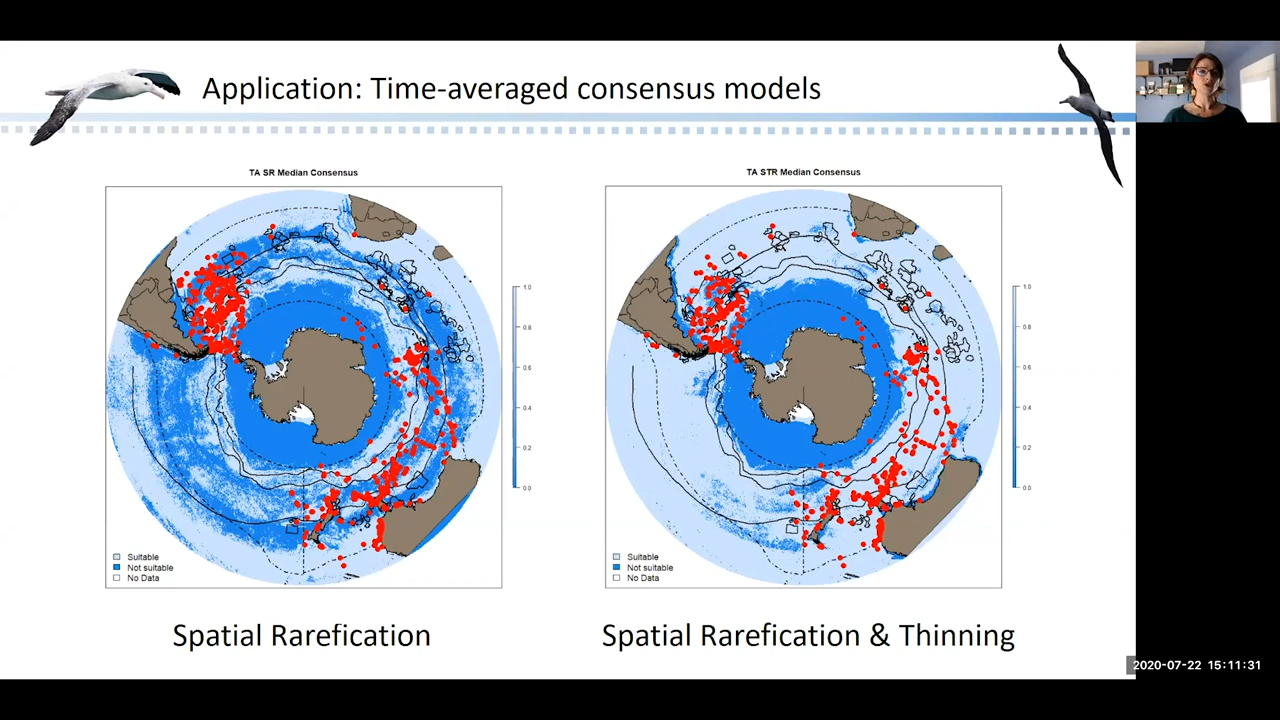 Application: Time-averaged consensus models
TA SR Median Consensus
1.0
0.8
0.6
0.4
0.2
0.0
Suitable
Not suitable
No Data
Spatial Rarefication
TA STR Median Consensus
1.0
0.8
0.6
0.4
0.2
0.0
Suitable
Not suitable
No Data
Spatial Rarefication & Thinning
2020-07-22 15:11:31